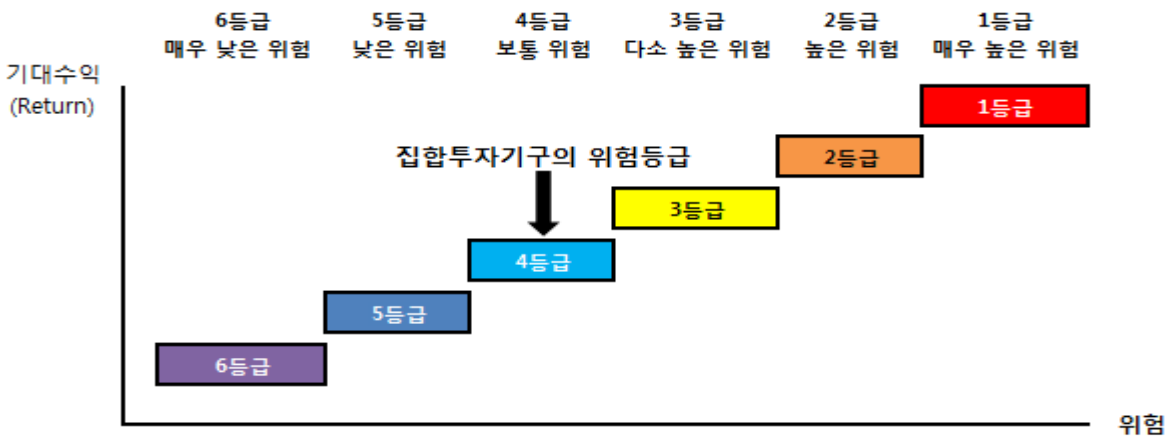 6등급 5등급 4등급 3등급 2등급 1등급
매우 낮은 위험 낮은 위험 보통 위험 다소 높은 위험 높은 위험 매우 높은 위험
기대수익
(Return)
1등급
집합투자기구의 위험등급
2등급
3등급
4등급
5등급
6등급
위험